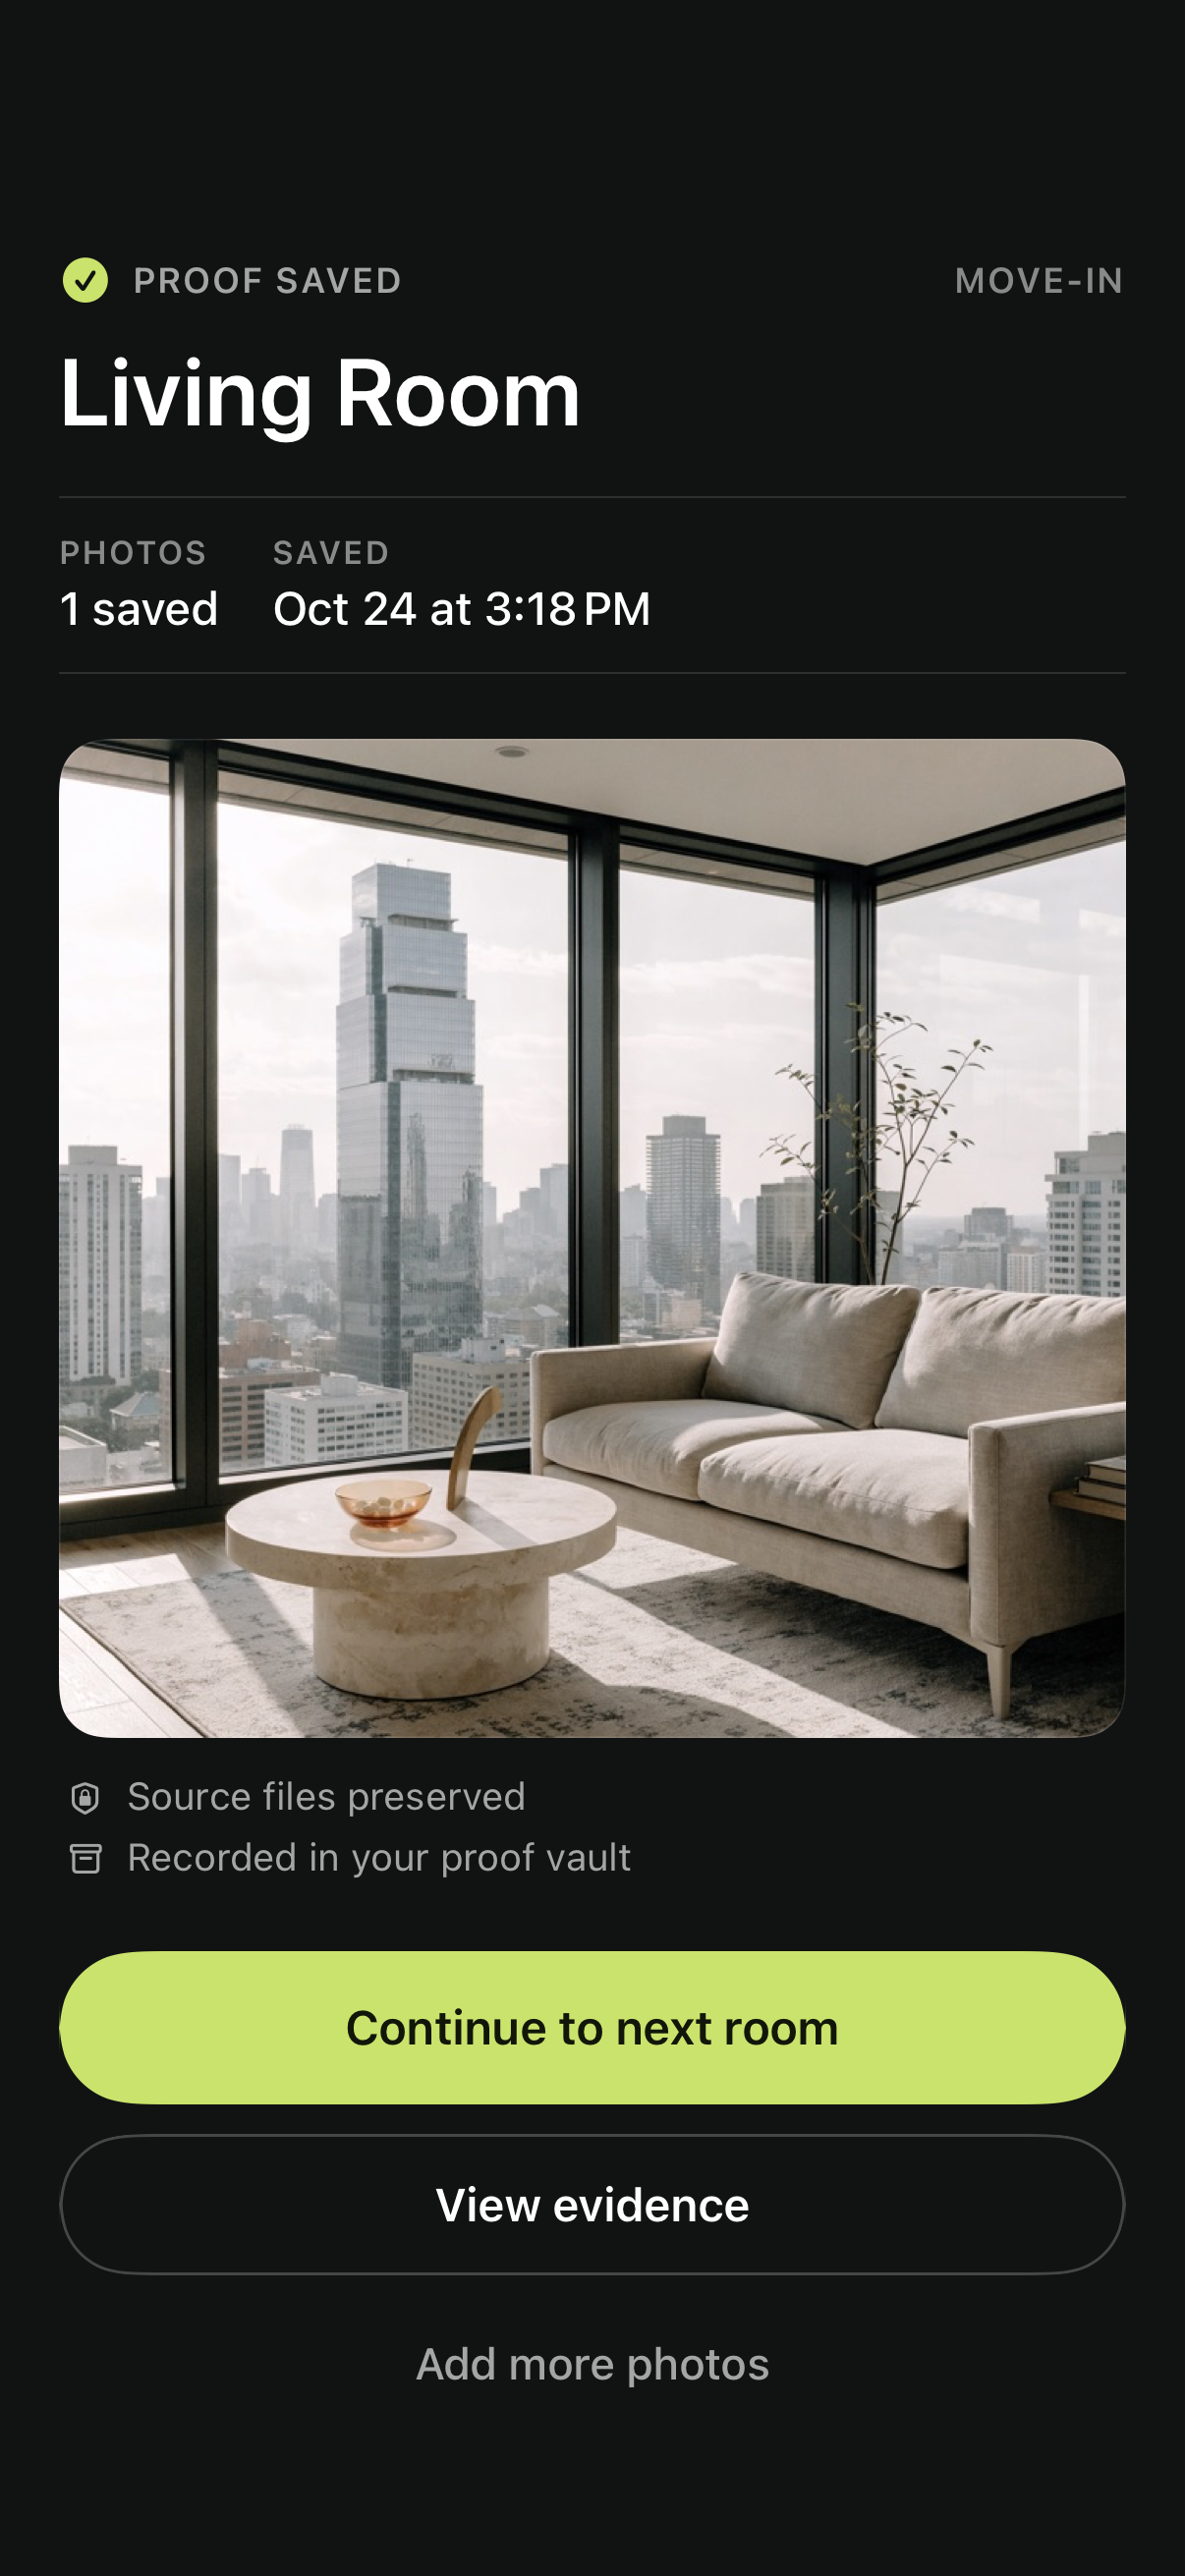 PROOF SAVED MOVE-IN
Living Room
PHOTOS SAVED
1 saved Oct 24 at 3:18 PM
Source files preserved
Recorded in your proof vault
Continue to next room
View evidence
Add more photos